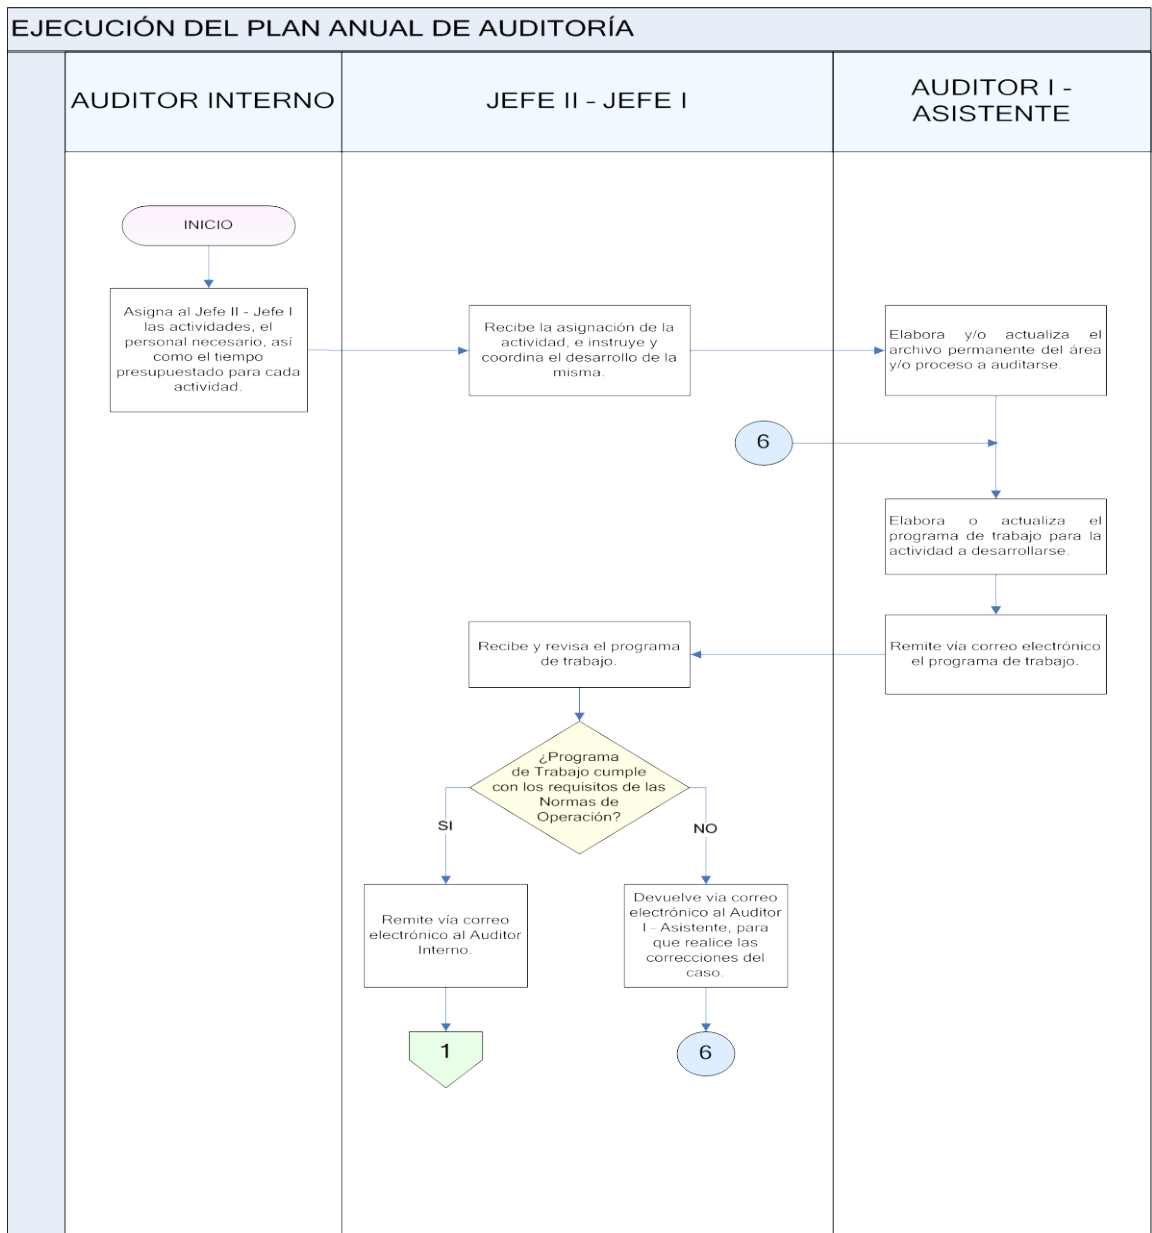 EJECUCIÓN DEL PLAN ANUAL DE AUDITORÍA
AUDITOR INTERNO
JEFE II - JEFE I
AUDITOR I -
ASISTENTE
INICIO
Asigna al Jefe II - Jefe I
las actividades, el
personal necesario, así
como el tiempo
presupuestado para cada
actividad.
Recibe la asignación de la
actividad, e instruye y
coordina el desarrollo de la
misma.
Elabora y/o actualiza el
archivo permanente del área
y/o proceso a auditarse.
6
Elabora o actualiza el
programa de trabajo para la
actividad a desarrollarse.
Remite vía correo electrónico
el programa de trabajo.
Recibe y revisa el programa
de trabajo.
¿Programa
de Trabajo cumple
con los requisitos de las
Normas de
Operación?
SI
NO
Remite vía correo
electrónico al Auditor
Interno.
Devuelve vía correo
electrónico al Auditor
I - Asistente, para
que realice las
correcciones del
caso.
1
6